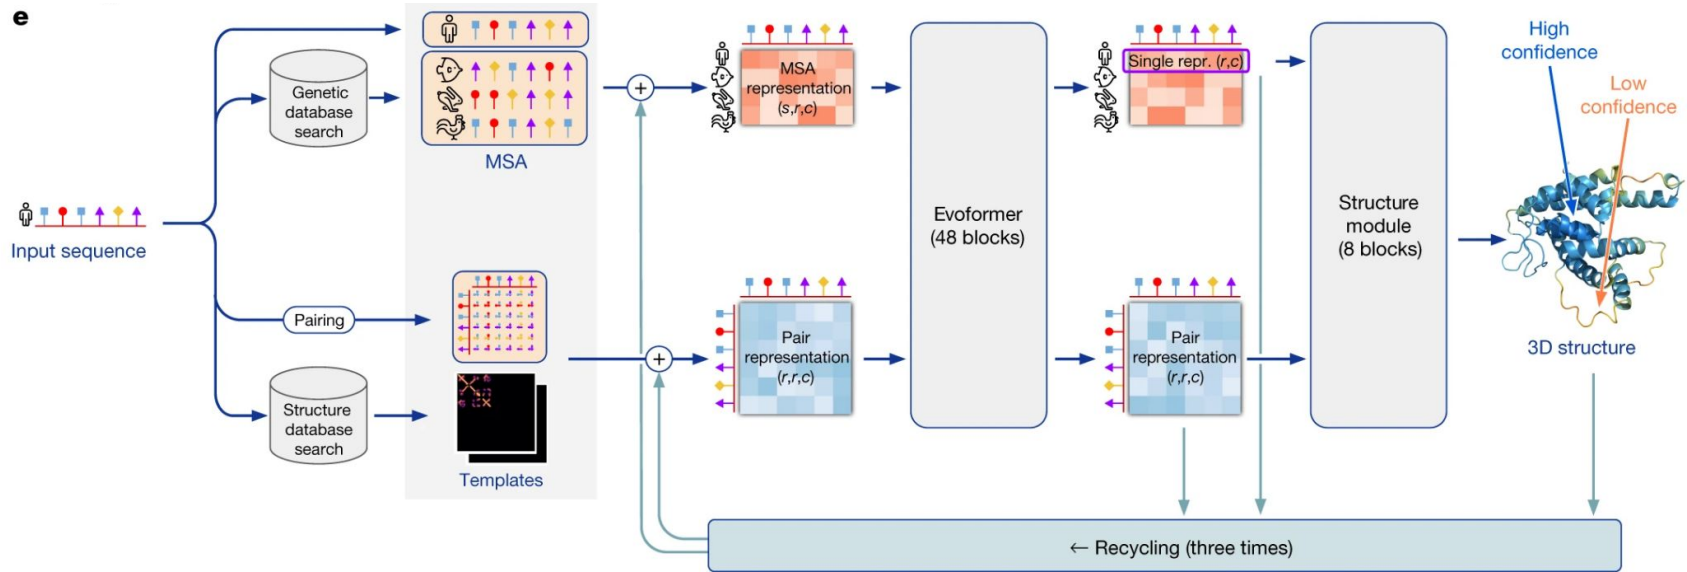 e
Input sequence
Genetic
database
search
MSA
Pairing
Structure
database
search
Templates
+
+
MSA
representation
(s,r,c)
Pair
representation
(r,r,c)
Evoformer
(48 blocks)
Single repr. (r,c)
Pair
representation
(r,r,c)
Structure
module
(8 blocks)
High
confidence
Low
confidence
3D structure
← Recycling (three times)